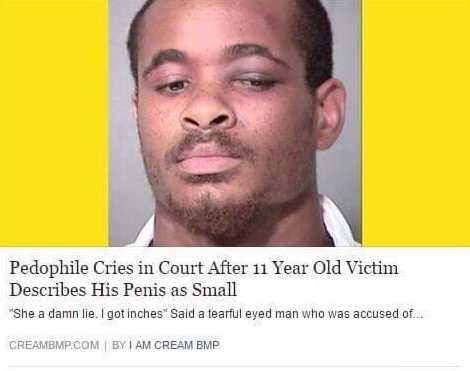 Pedophile Cries in Court After 11 Year Old Victim
Describes His Penis as Small
"She a damn lie. I got inches" Said a tearful eyed man who was accused of...
CREAMBMP.COM | BY I AM CREAM BMP